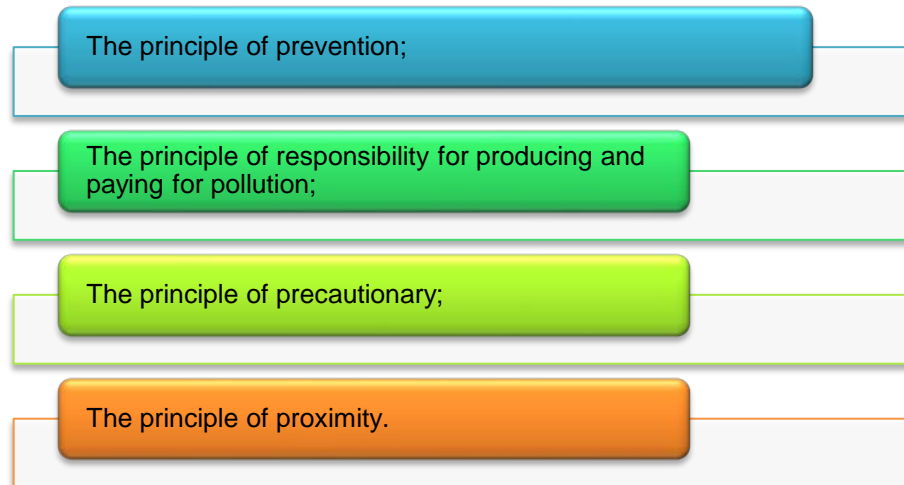 The principle of prevention;
The principle of responsibility for producing and
paying for pollution;
The principle of precautionary;
The principle of proximity.